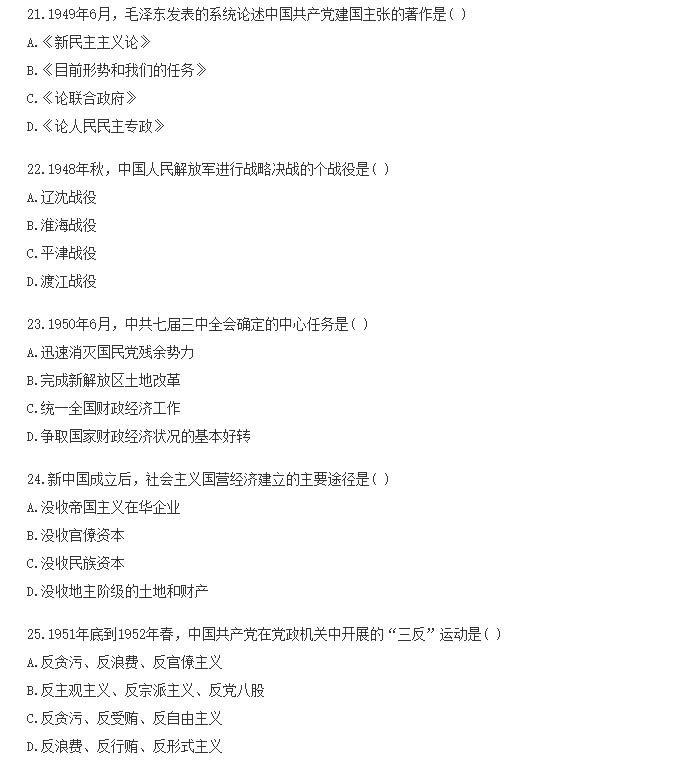 21.1949年6月，毛泽东发表的系统论述中国共产党建国主张的著作是( )
A.《新民主主义论》
B.《目前形势和我们的任务》
C.《论联合政府》
D.《论人民民主专政》
22.1948年秋，中国人民解放军进行战略决战的个战役是( )
A.辽沈战役
B.淮海战役
C.平津战役
D.渡江战役
23.1950年6月，中共七届三中全会确定的中心任务是( )
A.迅速消灭国民党残余势力
B.完成新解放区土地改革
C.统一全国财政经济工作
D.争取国家财政经济状况的基本好转
24.新中国成立后，社会主义国营经济建立的主要途径是( )
A.没收帝国主义在华企业
B.没收官僚资本
C.没收民族资本
D.没收地主阶级的土地和财产
25.1951年底到1952年春，中国共产党在党政机关中开展的“三反”运动是( )
A.反贪污、反浪费、反官僚主义
B.反主观主义、反宗派主义、反党八股
C.反贪污、反受贿、反自由主义
D.反浪费、反行贿、反形式主义